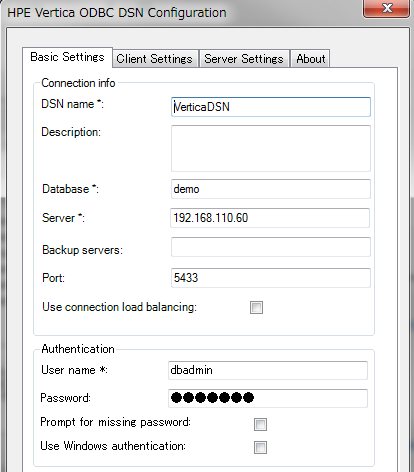 HPE Vertica ODBC DSN Configuration
Basic Settings Client Settings Server Settings About
Connection info
DSN name *: VerticaDSN
Description:
Database *: demo
Server *: 192.168.110.60
Backup servers:
Port: 5433
Use connection load balancing:
Authentication
User name *: dbadmin
Password: ●●●●●●●
Prompt for missing password:
Use Windows authentication: